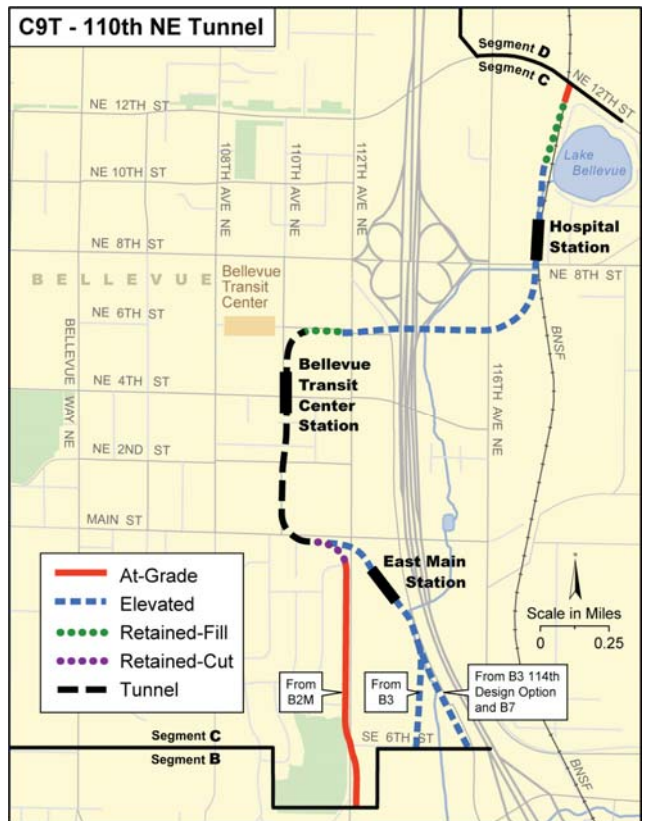 C9T - 110th NE Tunnel
Segment D
Segment C
NE 12TH ST
NE 12TH ST
108TH AVE NE
110TH AVE NE
112TH AVE NE
Lake
Bellevue
NE 10TH ST
Hospital
Station
NE 8TH ST
NE 8TH ST
BELLEVUE
Bellevue
Transit
Center
NE 6TH ST
BNSF
BELLEVUE WAY NE
Bellevue
Transit
Center
Station
116TH AVE NE
NE 4TH ST
NE 2ND ST
MAIN ST
East Main
Station
At-Grade
Elevated
Retained-Fill
Retained-Cut
Tunnel
Scale in Miles
0 0.25
From
B2M
From
B3
From B3 114th
Design Option
and B7
Segment C
Segment B
SE 6TH ST
BNSF